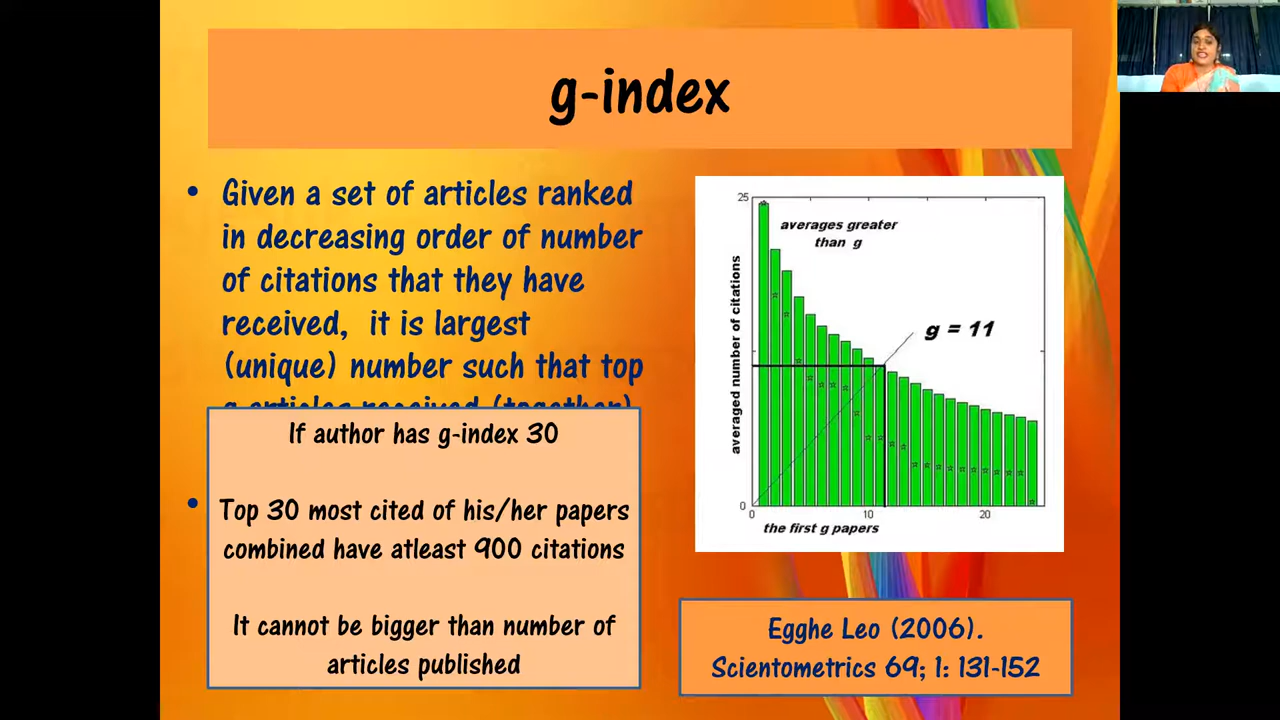 g-index
• Given a set of articles ranked
in decreasing order of number
of citations that they have
received, it is largest
(unique) number such that top
g articles received (together)
•
If author has g-index 30
Top 30 most cited of his/her papers
combined have atleast 900 citations
It cannot be bigger than number of
articles published
25
averages greater
than g
g = 11
averaged number of citations
0
0
10
20
the first g papers
Egghe Leo (2006).
Scientometrics 69; 1: 131-152